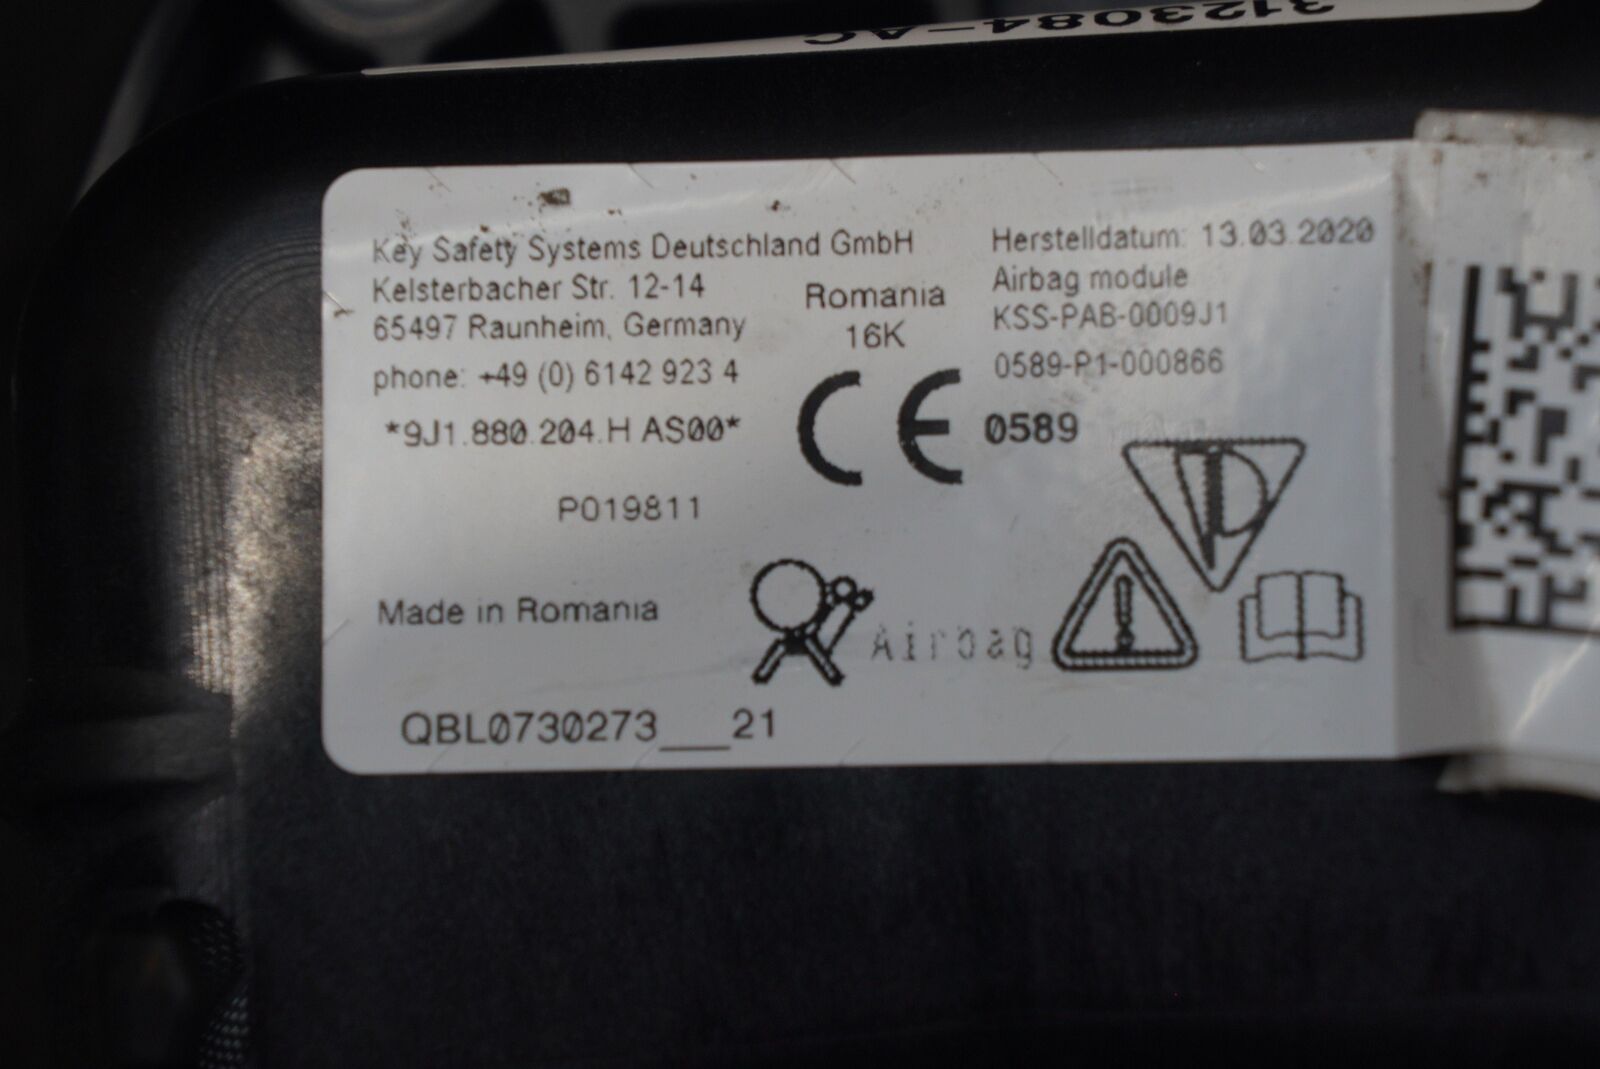 3123084-AC
Key Safety Systems Deutschland GmbH
Kelsterbacher Str. 12-14
65497 Raunheim, Germany
phone: +49 (0) 6142 923 4
*9J1.880.204.H AS00*
P019811
Made in Romania
QBL0730273___21
Romania
16K
CE 0589
Herstelldatum: 13.03.2020
Airbag module
KSS-PAB-0009J1
0589-P1-000866
Airbag